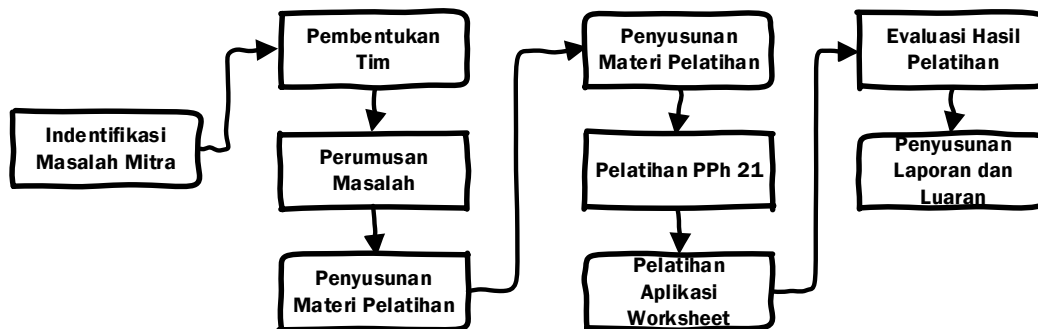 Indentifikasi
Masalah Mitra
Pembentukan
Tim
Perumusan
Masalah
Penyusunan
Materi Pelatihan
Penyusunan
Materi Pelatihan
Pelatihan PPh 21
Pelatihan
Aplikasi
Worksheet
Evaluasi Hasil
Pelatihan
Penyusunan
Laporan dan
Luaran